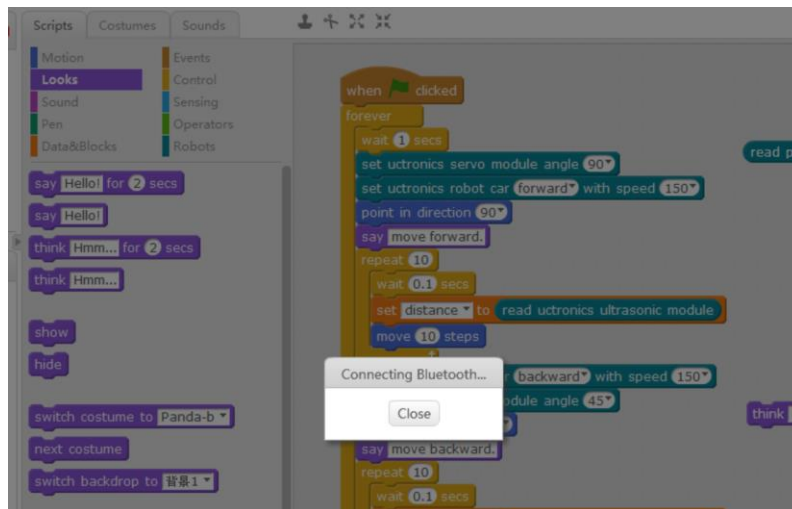 Scripts Costumes Sounds
Motion Events
Looks Control
Sound Sensing
Pen Operators
Data&Blocks Robots
say Hello! for 2 secs
say Hello!
think Hmm... for 2 secs
think Hmm...
show
hide
switch costume to Panda-b
next costume
switch backdrop to 背景1
when clicked
forever
wait 1 secs
set uctronics servo module angle 90
set uctronics robot car forward with speed 150
point in direction 90
say move forward.
repeat 10
wait 0.1 secs
set distance to read uctronics ultrasonic module
move 10 steps
backward with speed 150
angle 45
say move backward.
repeat 10
wait 0.1 secs
Connecting Bluetooth...
Close
read
think